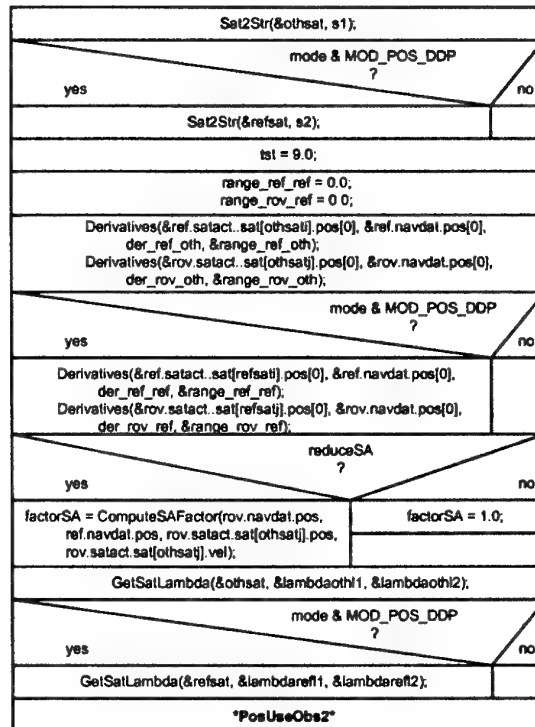 Sat2Str(&othsat, s1);
mode & MOD_POS_DDP
?
yes
no
Sat2Str(&refsat, s2);
tst = 9.0;
range_ref_ref = 0.0;
range_rov_ref = 0 0;
Derivatives(&ref.satact..sat[othsati].pos[0], &ref.navdat.pos[0],
der_ref_oth, &range_ref_oth);
Derivatives(&rov.satact..sat[othsatj].pos[0], &rov.navdat.pos[0],
der_rov_oth, &range_rov_oth);
mode & MOD_POS_DDP
?
yes
no
Derivatives(&ref.satact..sat[refsati].pos[0], &ref.navdat.pos[0],
der_ref_ref, &range_ref_ref);
Derivatives(&rov.satact..sat[refsatj].pos[0], &rov.navdat.pos[0],
der_rov_ref, &range_rov_ref);
reduceSA
?
yes
no
factorSA = ComputeSAFactor(rov.navdat.pos,
ref.navdat.pos, rov.satact.sat[othsatj].pos,
rov.satact.sat[othsatj].vel);
factorSA = 1.0;
GetSatLambda(&othsat, &lambdaothl1, &lambdaothl2);
mode & MOD_POS_DDP
?
yes
no
GetSatLambda(&refsat, &lambdarefl1, &lambdarefl2);
"PosUseObs2"